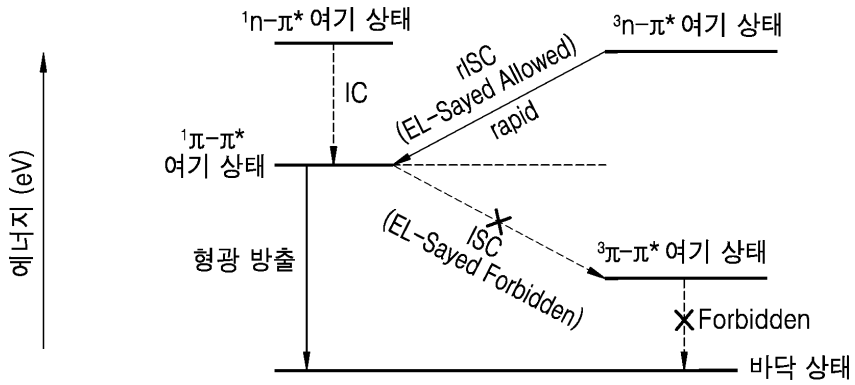 ¹n-π* 여기 상태
³n-π* 여기 상태
rISC
(EL-Sayed Allowed)
rapid
IC
¹π-π*
여기 상태
에너지 (eV)
형광 방출
ISC
(EL-Sayed Forbidden)
³π-π* 여기 상태
Forbidden
바닥 상태